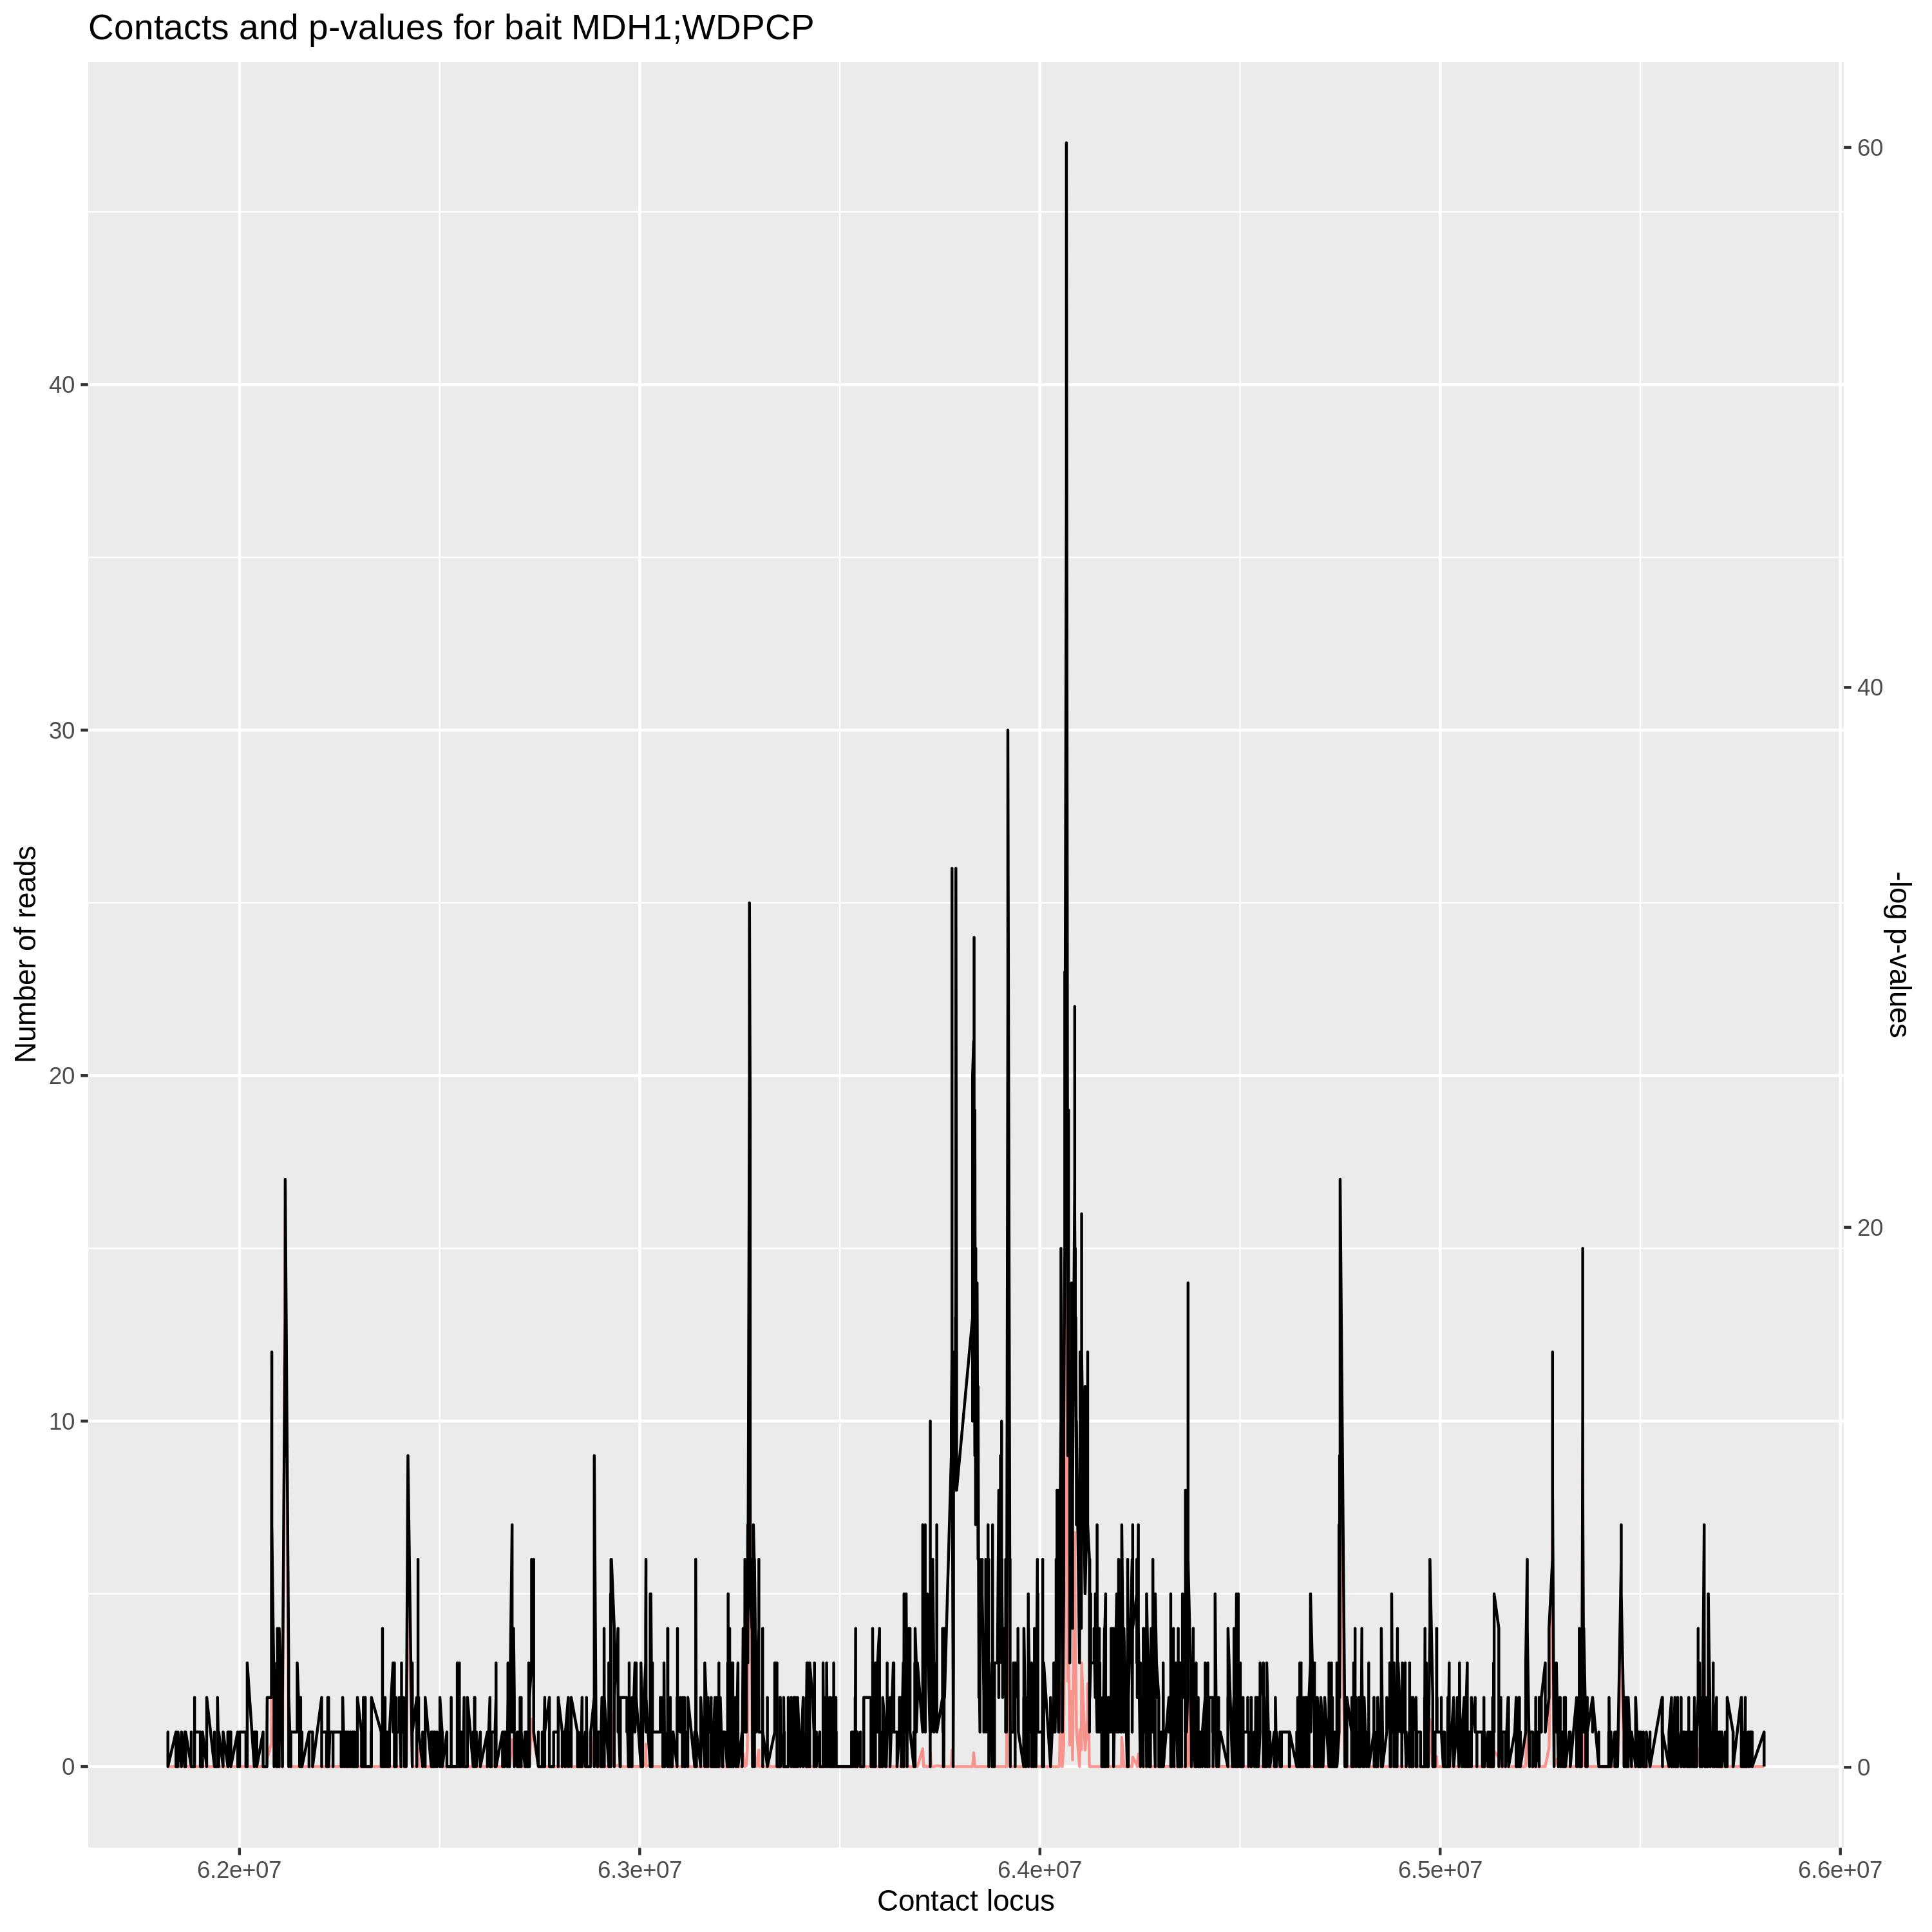 Contacts and p-values for bait MDH1;WDPCP
Number of reads
40
30
20
10
0
60
40
20
0
-log p-values
6.2e+07
6.3e+07
6.4e+07
6.5e+07
6.6e+07
Contact locus